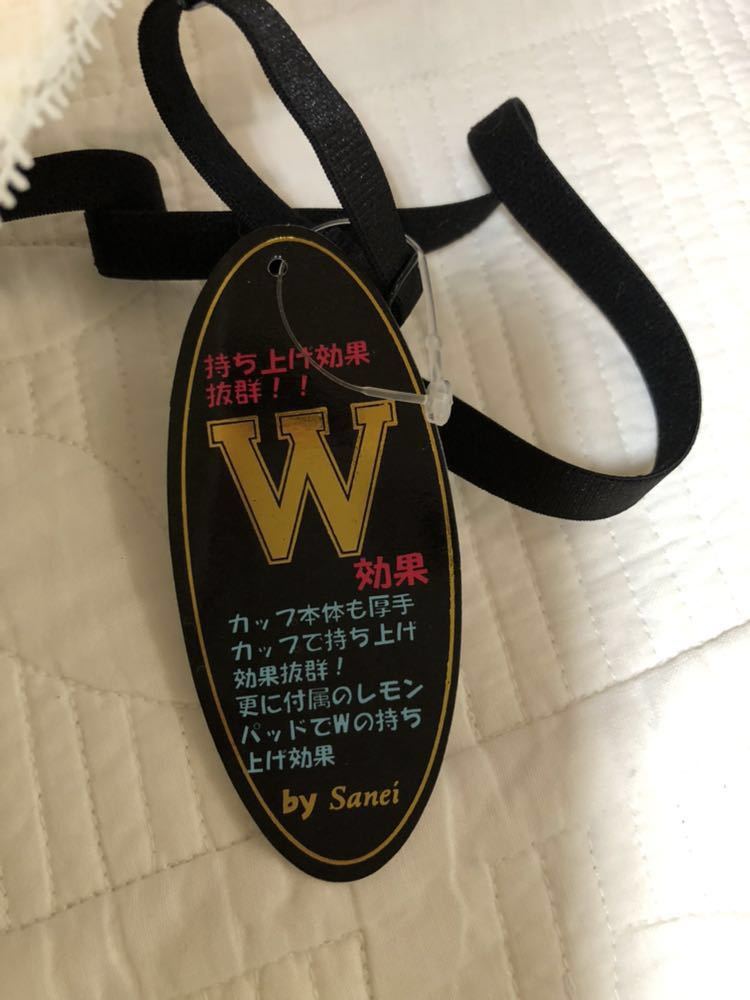 持ち上げ効果
抜群！！
W
効果
カップ本体も厚手
カップで持ち上げ
効果抜群！
更に付属のレモン
パッドでWの持ち
上げ効果
by Sanei